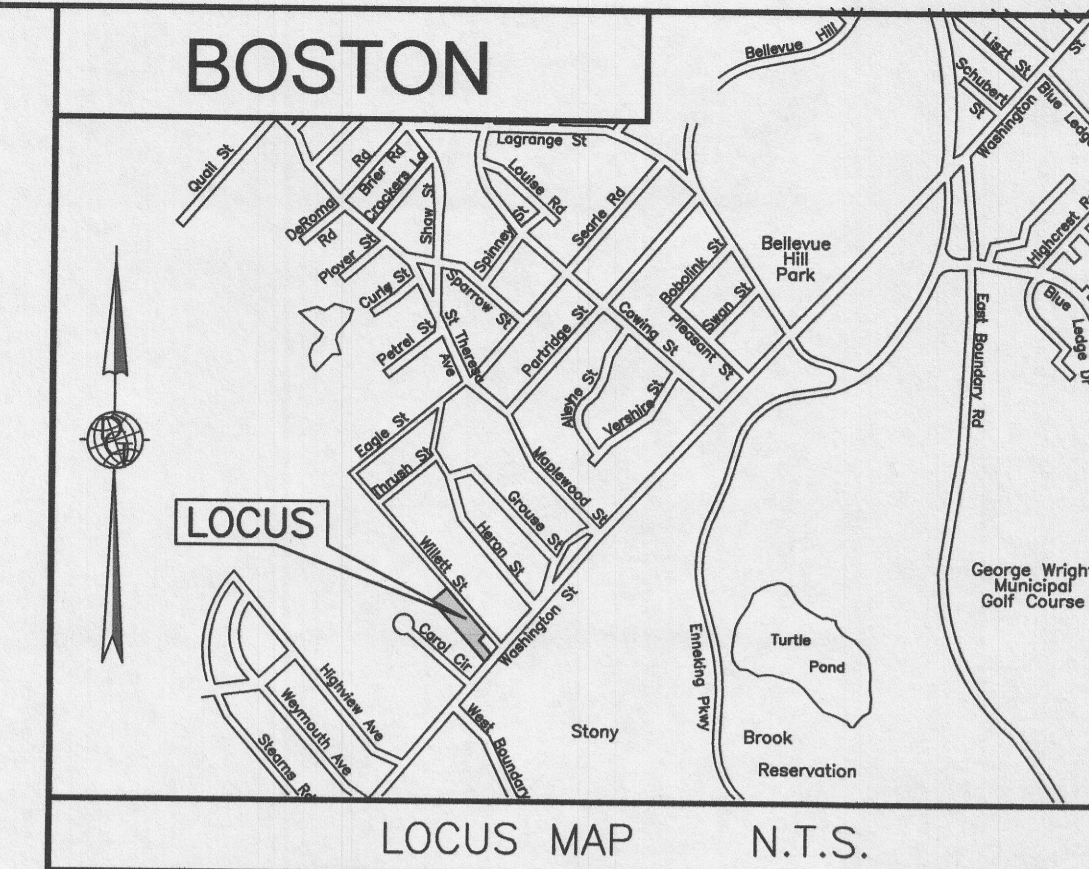 BOSTON
Bellevue Hill
Liszt St
Schubert St
St
Blue Ledge
Washington
Lagrange St
Quail St
Rd
Brier Rd
Crockers La
DeRoma Rd
Shaw St
Louise Rd
Searle Rd
Spinney St
Plover St
Curlew St
Sparrow St
Bellevue
Hill
Park
Bobolink St
Swan St
Highcrest R
Blue Ledge
East Boundary Rd
Petrel St
St Theresa
Ave
Partridge St
Cowing St
Pleasant St
Alleyne St
Vershire St
Eagle St
Thrush St
Maplewood St
Grouse St
Heron St
LOCUS
Willett St
Washington St
Carol Cir
George Wright
Municipal
Golf Course
Turtle
Pond
Enneking Pkwy
Highview Ave
Weymouth Ave
Stearns Rd
West Boundary
Stony
Brook
Reservation
LOCUS MAP N.T.S.